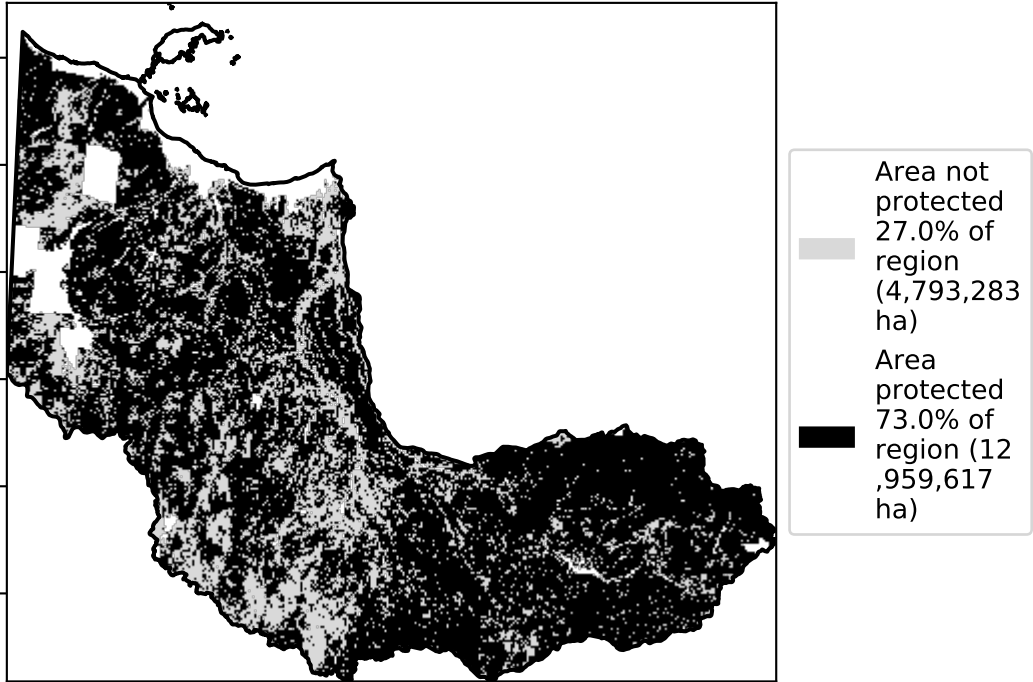 Area not
protected
27.0% of
region
(4,793,283
ha)
Area
protected
73.0% of
region (12
,959,617
ha)